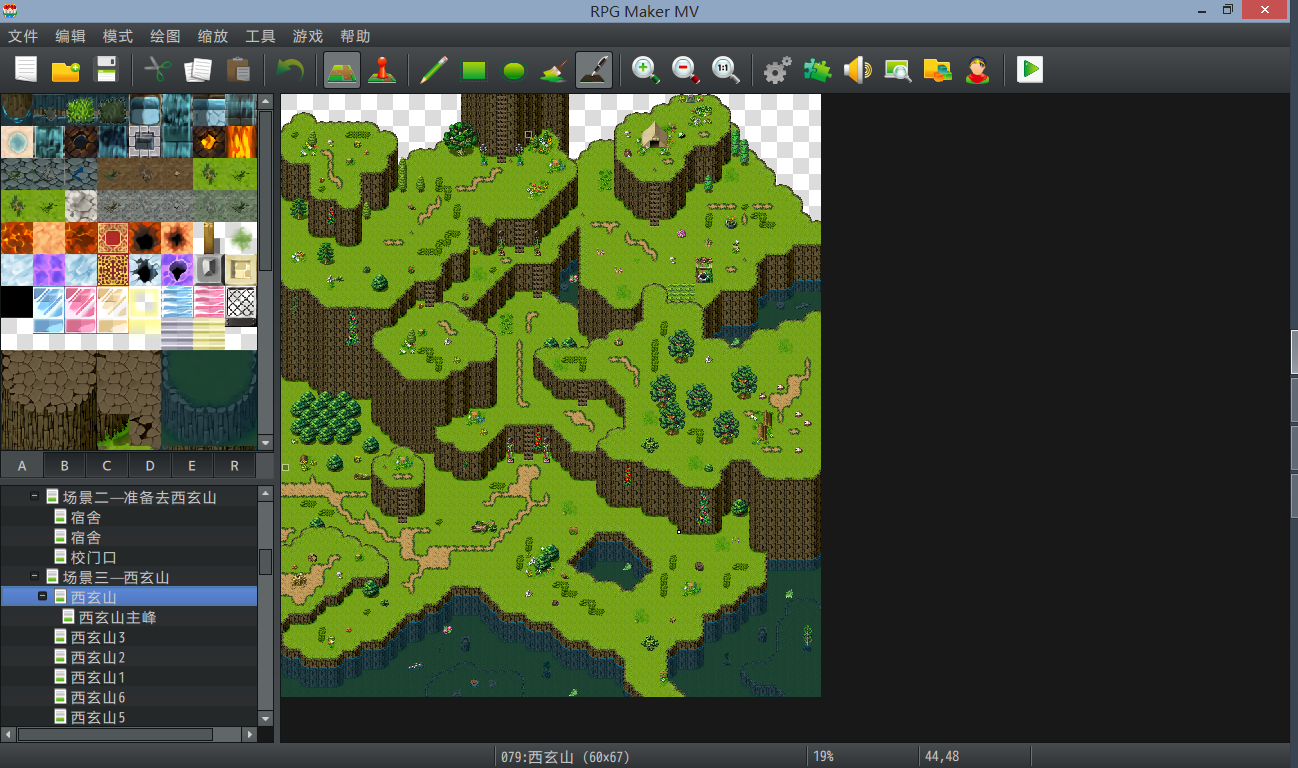 RPG Maker MV
文件 编辑 模式 绘图 缩放 工具 游戏 帮助
1:1
A B C D E R
场景二—准备去西玄山
宿舍
宿舍
校门口
场景三—西玄山
西玄山
西玄山主峰
西玄山3
西玄山2
西玄山1
西玄山6
西玄山5
079:西玄山 (60x67) 19% 44,48